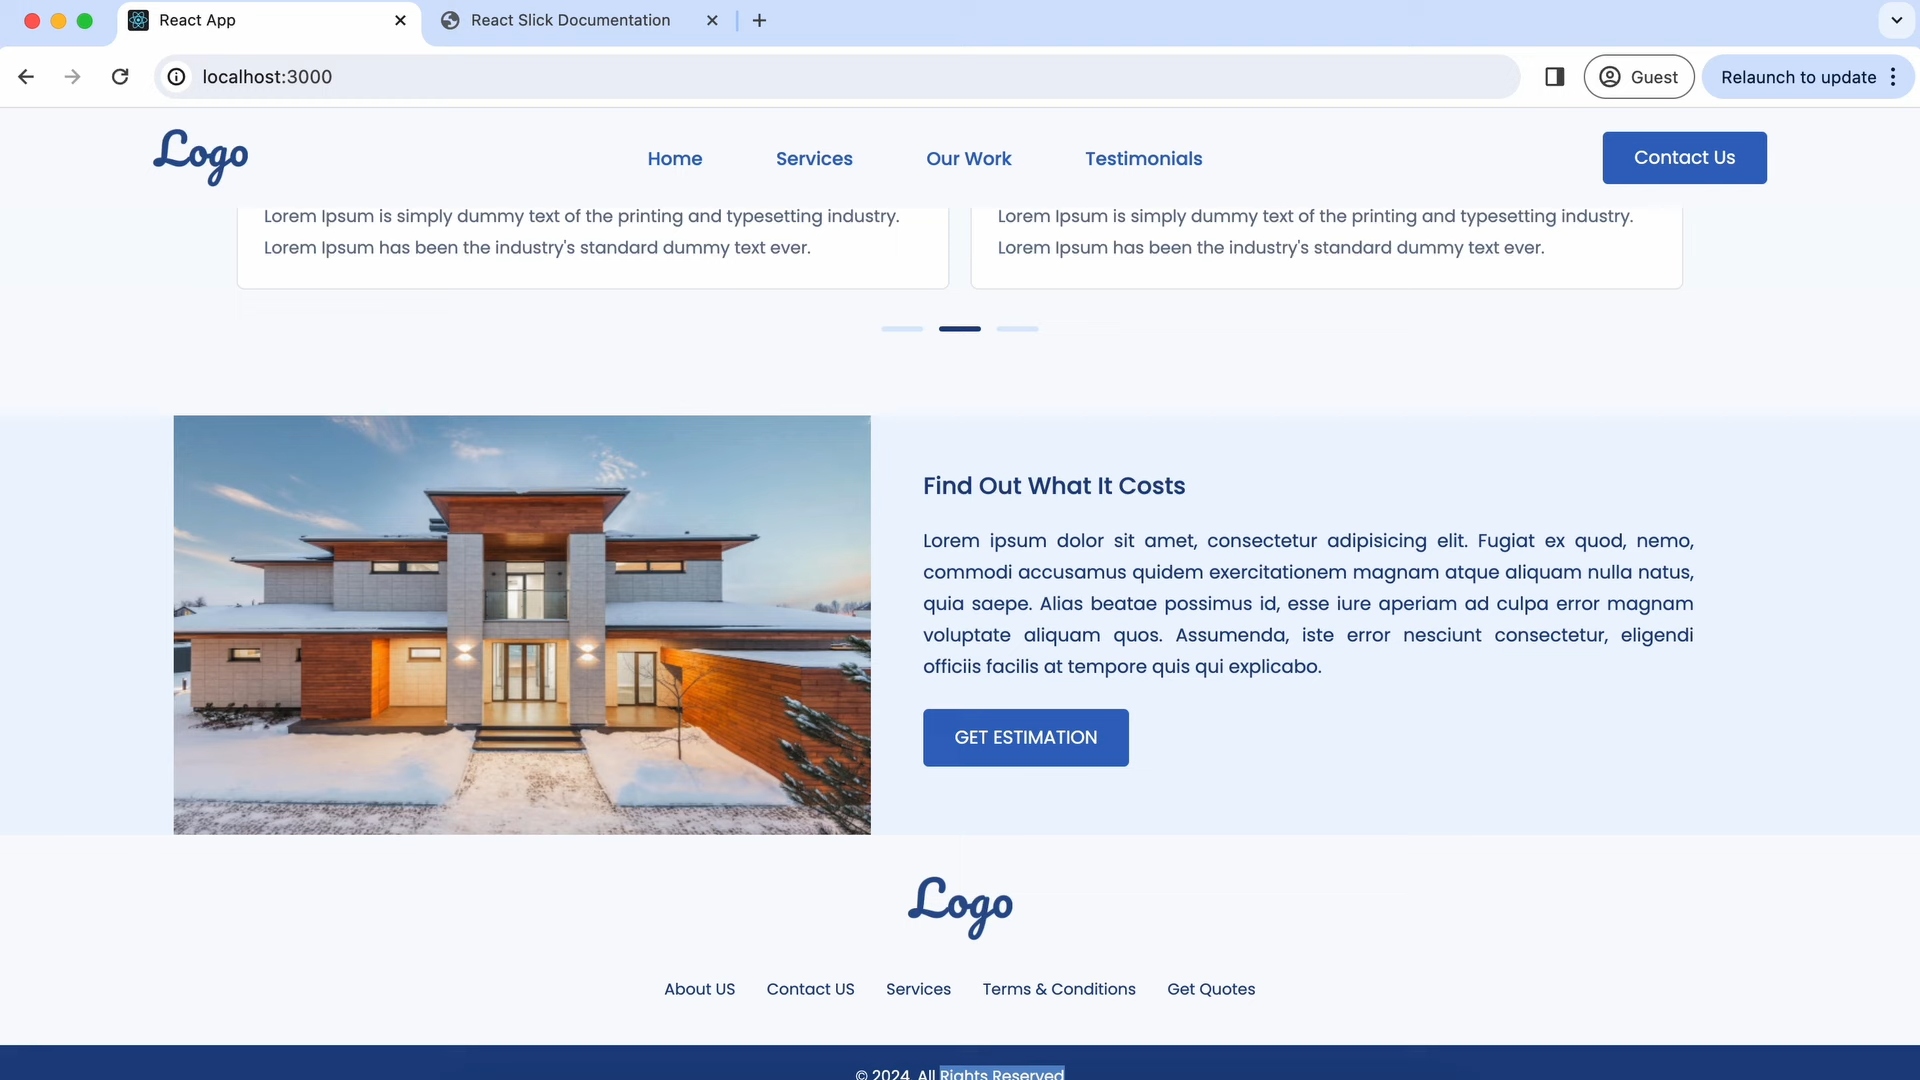 React App
React Slick Documentation
localhost:3000
Guest
Relaunch to update
Logo
Home
Services
Our Work
Testimonials
Contact Us
Lorem Ipsum is simply dummy text of the printing and typesetting industry.
Lorem Ipsum has been the industry's standard dummy text ever.
Lorem Ipsum is simply dummy text of the printing and typesetting industry.
Lorem Ipsum has been the industry's standard dummy text ever.
Find Out What It Costs
Lorem ipsum dolor sit amet, consectetur adipisicing elit. Fugiat ex quod, nemo,
commodi accusamus quidem exercitationem magnam atque aliquam nulla natus,
quia saepe. Alias beatae possimus id, esse iure aperiam ad culpa error magnam
voluptate aliquam quos. Assumenda, iste error nesciunt consectetur, eligendi
officiis facilis at tempore quis qui explicabo.
GET ESTIMATION
Logo
About US
Contact US
Services
Terms & Conditions
Get Quotes
© 2024. All Rights Reserved